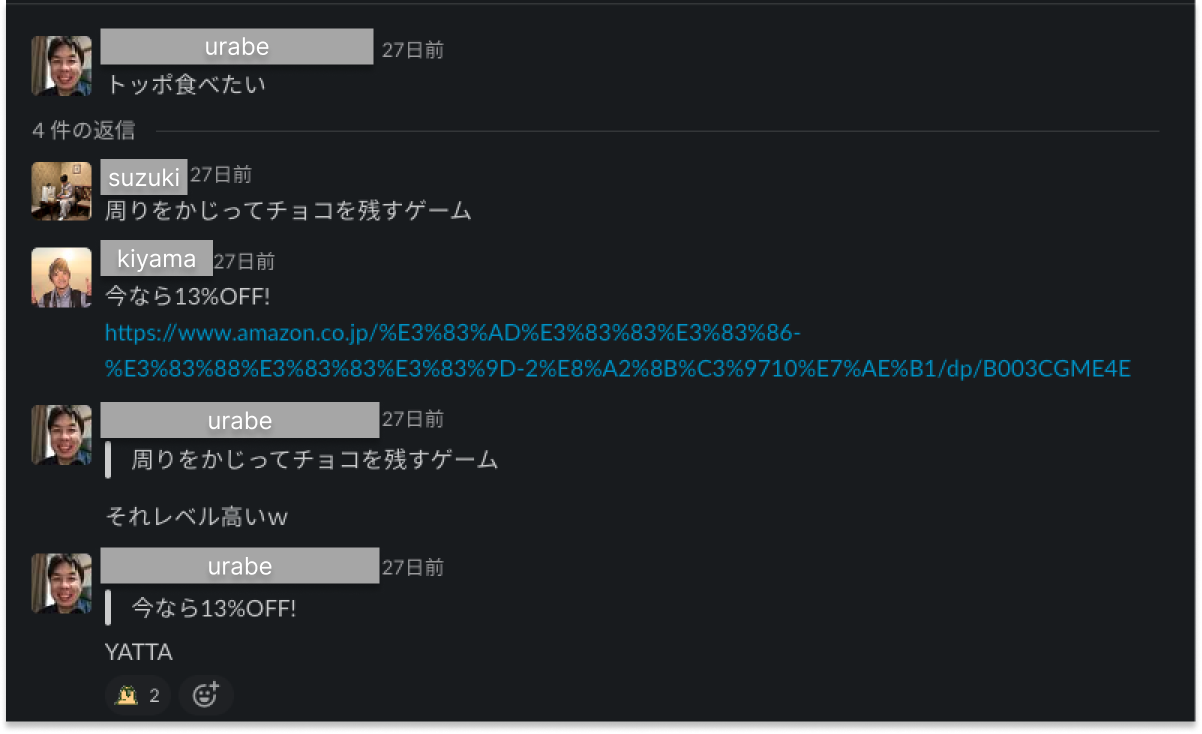 urabe 27日前
トッポ食べたい
4 件の返信
suzuki 27日前
周りをかじってチョコを残すゲーム
kiyama 27日前
今なら13%OFF!
https://www.amazon.co.jp/%E3%83%AD%E3%83%83%E3%83%86-
%E3%83%88%E3%83%83%E3%83%9D-2%E8%A2%8B%C3%9710%E7%AE%B1/dp/B003CGME4E
urabe 27日前
周りをかじってチョコを残すゲーム
それレベル高いw
urabe 27日前
今なら13%OFF!
YATTA
2